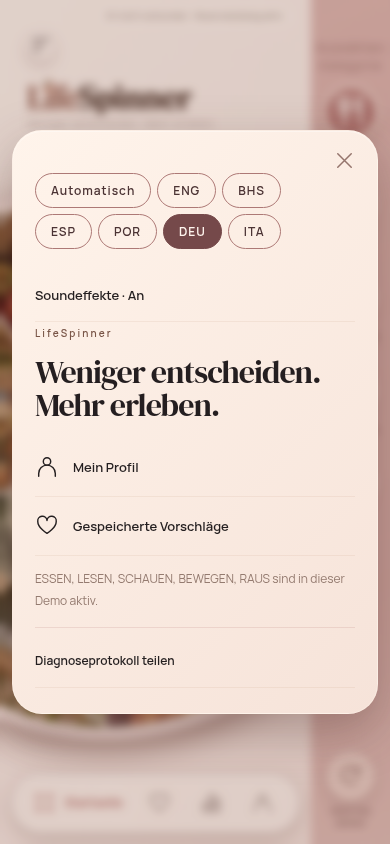 LifeSpinner
Automatisch
ENG
BHS
ESP
POR
DEU
ITA
Soundeffekte · An
LifeSpinner
Weniger entscheiden.
Mehr erleben.
Mein Profil
Gespeicherte Vorschläge
ESSEN, LESEN, SCHAUEN, BEWEGEN, RAUS sind in dieser
Demo aktiv.
Diagnoseprotokoll teilen